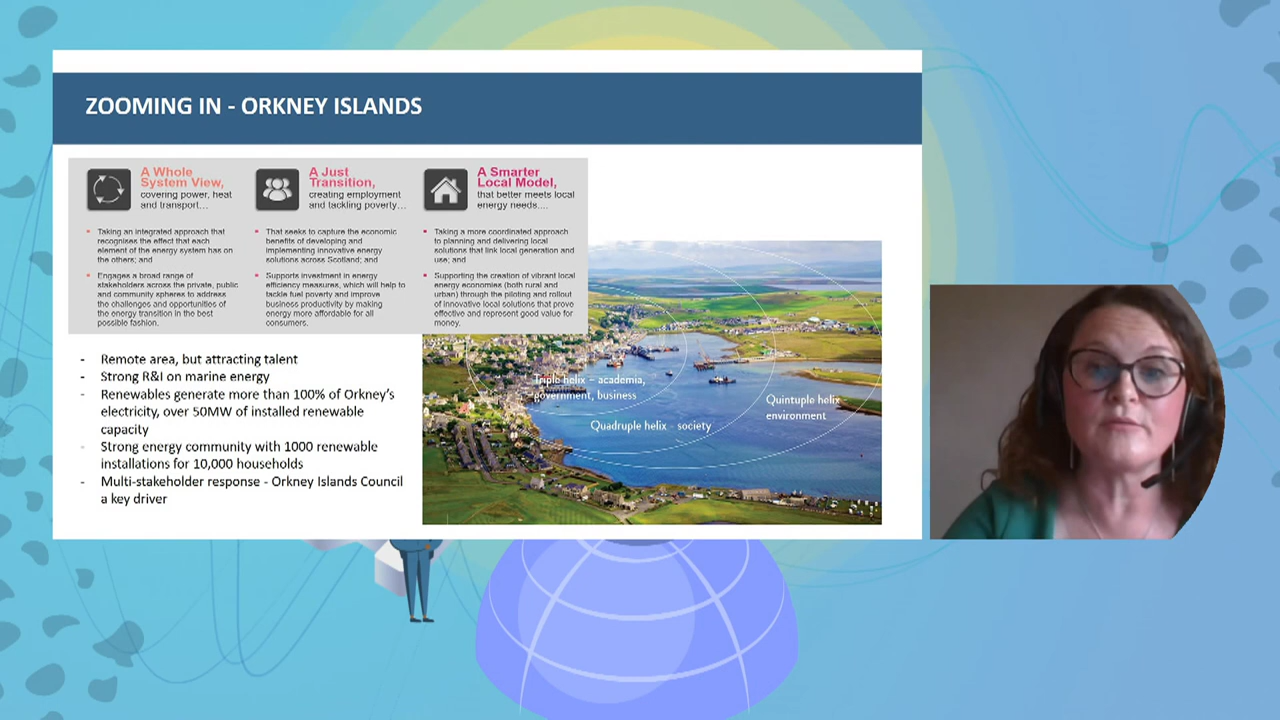 ZOOMING IN - ORKNEY ISLANDS
A Whole
System View,
covering power, heat
and transport…
Taking an integrated approach that
recognises the effect that each
element of the energy system has on
the others; and
Engages a broad range of
stakeholders across the private, public
and community spheres to address
the challenges and opportunities of
the energy transition in the best
possible fashion.
A Just
Transition,
creating employment
and tackling poverty…
That seeks to capture the economic
benefits of developing and
implementing innovative energy
solutions across Scotland; and
Supports investment in energy
efficiency measures, which will help to
tackle fuel poverty and improve
business productivity by making
energy more affordable for all
consumers.
A Smarter
Local Model,
that better meets local
energy needs....
Taking a more coordinated approach
to planning and delivering local
solutions that link local generation and
use; and
Supporting the creation of vibrant local
energy economies (both rural and
urban) through the piloting and rollout
of innovative local solutions that prove
effective and represent good value for
money.
- Remote area, but attracting talent
- Strong R&I on marine energy
- Renewables generate more than 100% of Orkney's
electricity, over 50MW of installed renewable
capacity
- Strong energy community with 1000 renewable
installations for 10,000 households
- Multi-stakeholder response - Orkney Islands Council
a key driver
Triple helix – academia,
government, business
Quadruple helix - society
Quintuple helix -
environment